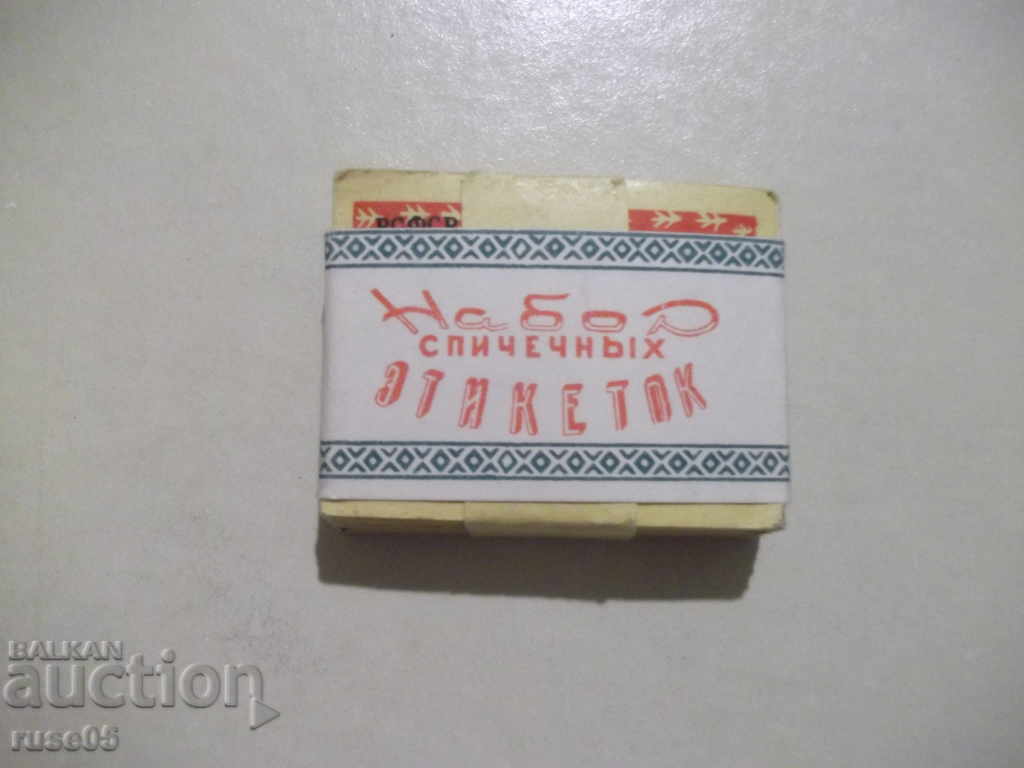 РСФСР
Набор
СПИЧЕЧНЫХ
ЭТИКЕТОК
BALKAN
auction
ruse05